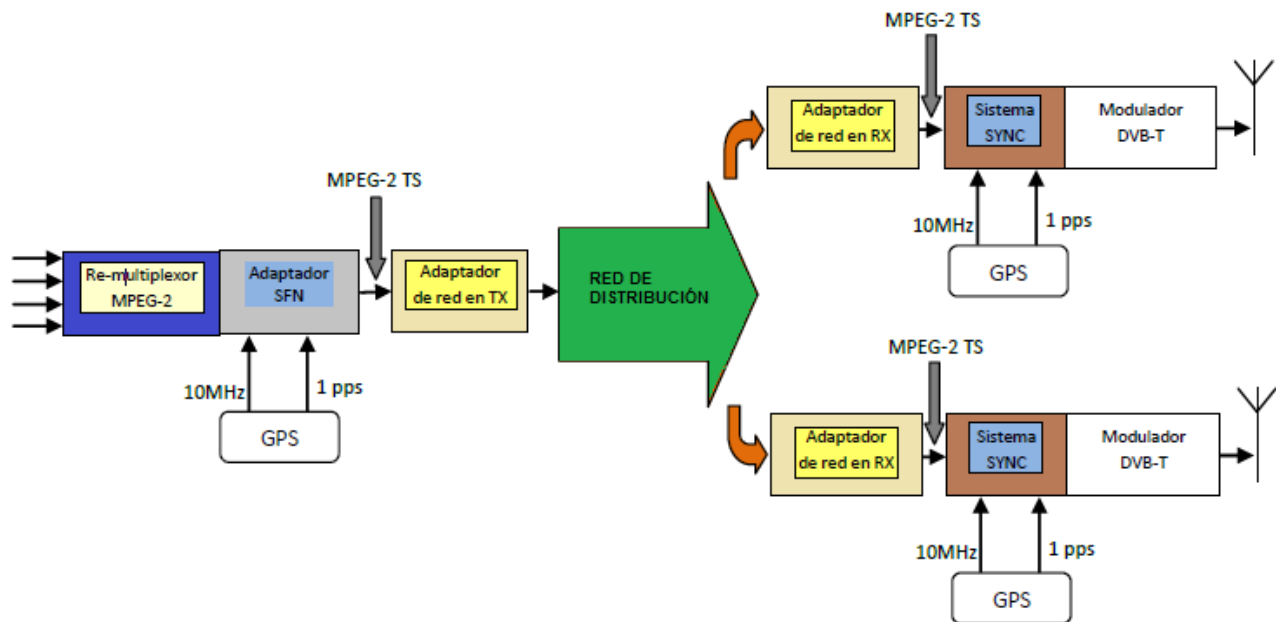 MPEG-2 TS
Adaptador
de red en RX
Sistema
SYNC
Modulador
DVB-T
10MHz
1 pps
GPS
MPEG-2 TS
Re-multiplexor
MPEG-2
Adaptador
SFN
Adaptador
de red en TX
RED DE
DISTRIBUCIÓN
10MHz
1 pps
GPS
MPEG-2 TS
Adaptador
de red en RX
Sistema
SYNC
Modulador
DVB-T
10MHz
1 pps
GPS